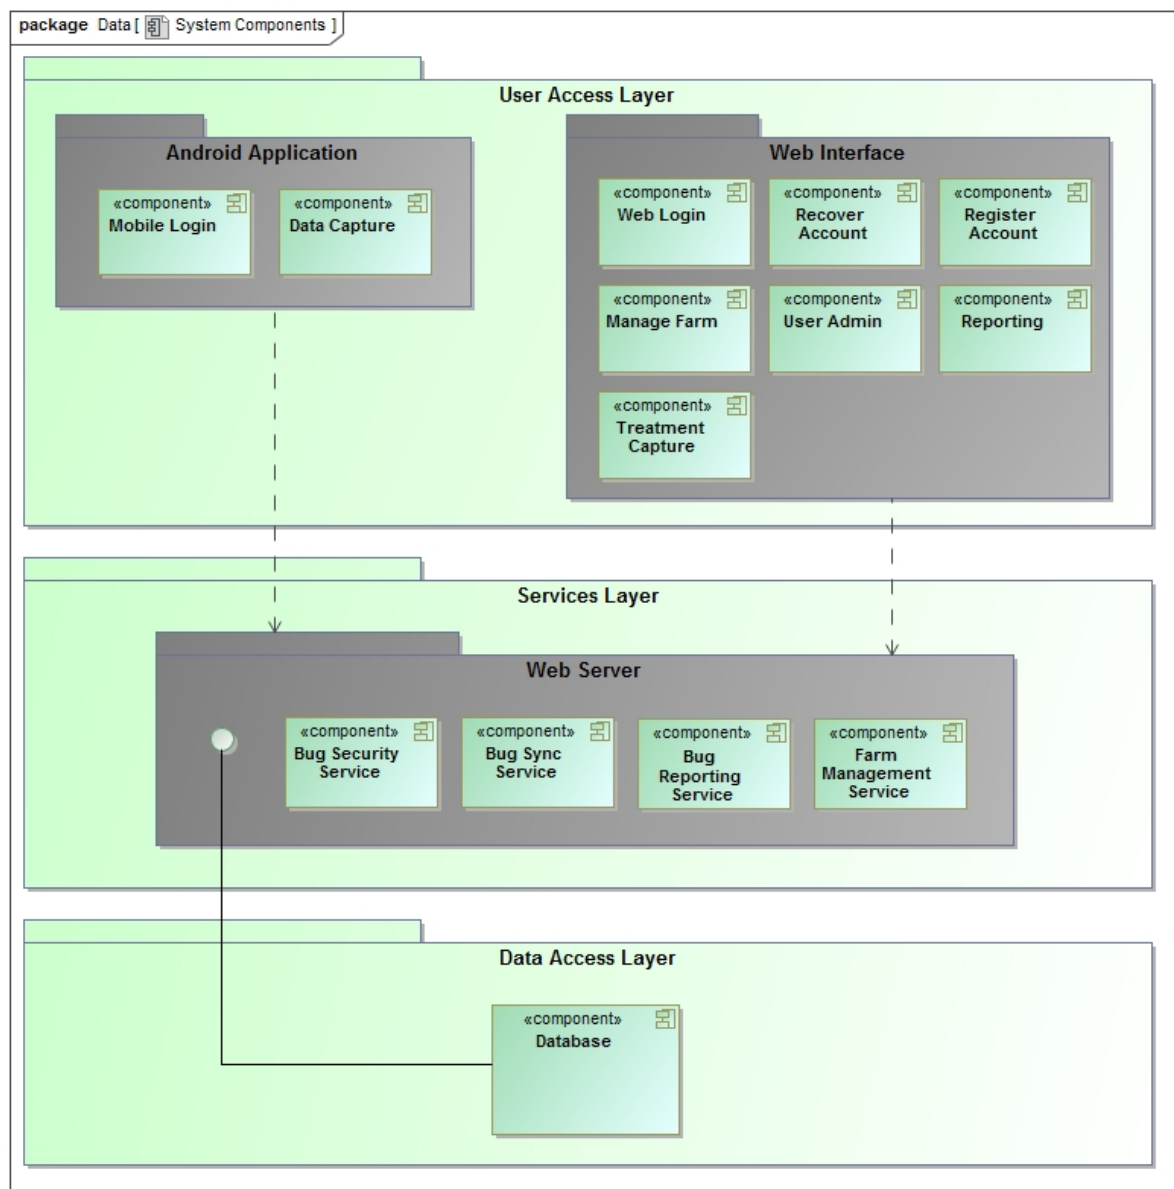 package Data [ System Components ]
User Access Layer
Android Application
«component»
Mobile Login
«component»
Data Capture
Web Interface
«component»
Web Login
«component»
Recover
Account
«component»
Register
Account
«component»
Manage Farm
«component»
User Admin
«component»
Reporting
«component»
Treatment
Capture
Services Layer
Web Server
«component»
Bug Security
Service
«component»
Bug Sync
Service
«component»
Bug
Reporting
Service
«component»
Farm
Management
Service
Data Access Layer
«component»
Database